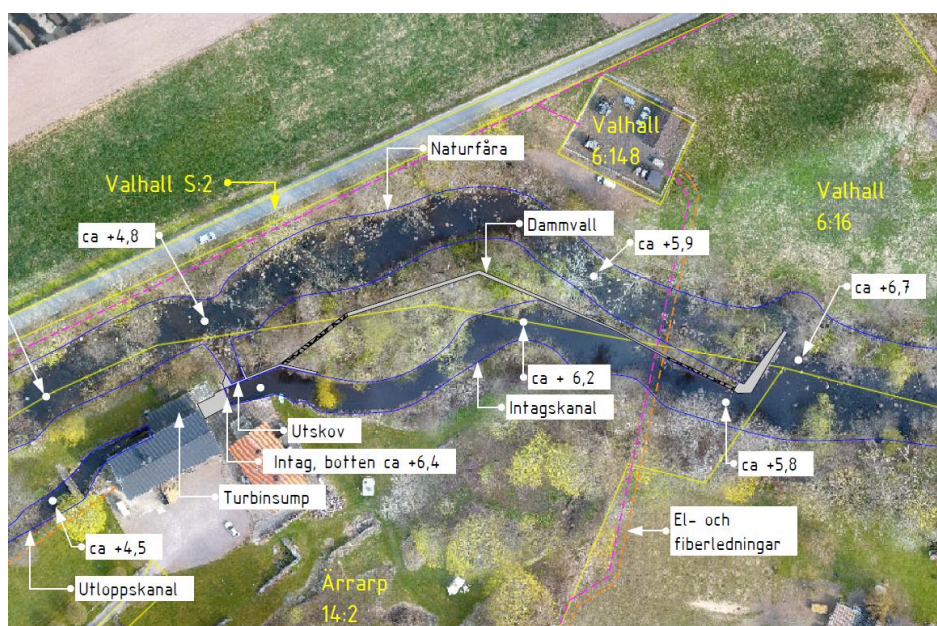 Naturfåra
Valhall
6:148
Valhall S:2
Valhall
6:16
ca +4,8
Dammvall
ca +5,9
ca +6,7
ca + 6,2
Intagskanal
Utskov
Intag, botten ca +6,4
ca +5,8
Turbinsump
El- och
fiberledningar
ca +4,5
Utloppskanal
Ärrarp
14:2